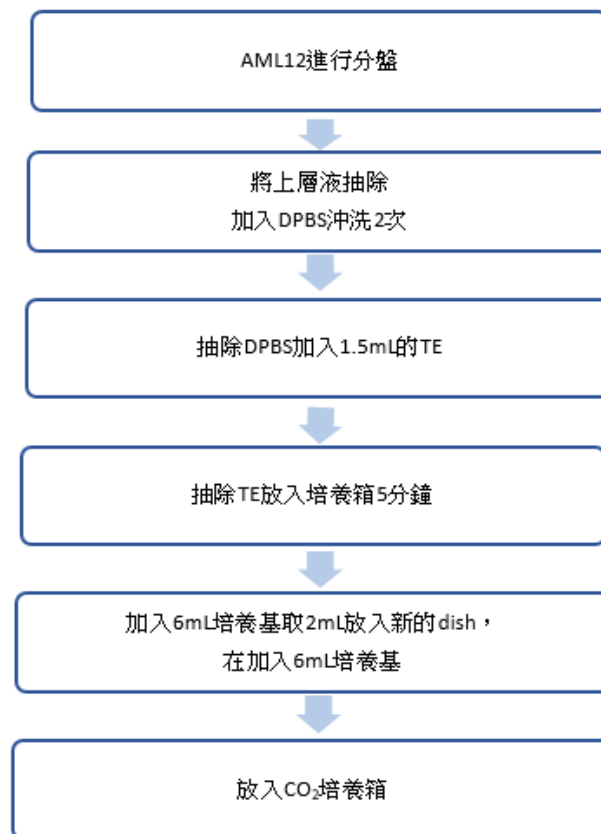 AML12進行分盤
將上層液抽除
加入DPBS沖洗2次
抽除DPBS加入1.5mL的TE
抽除TE放入培養箱5分鐘
加入6mL培養基取2mL放入新的dish，
在加入6mL培養基
放入CO₂培養箱